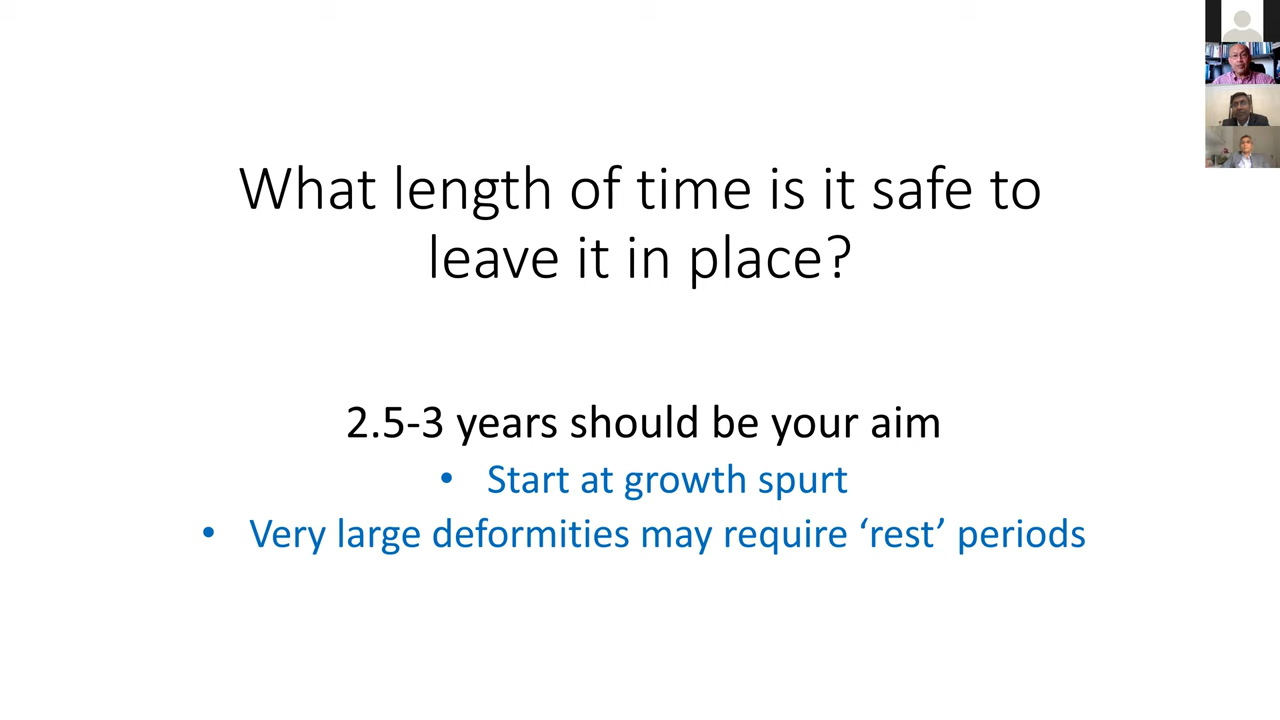 What length of time is it safe to
leave it in place?
2.5-3 years should be your aim
• Start at growth spurt
• Very large deformities may require ‘rest’ periods